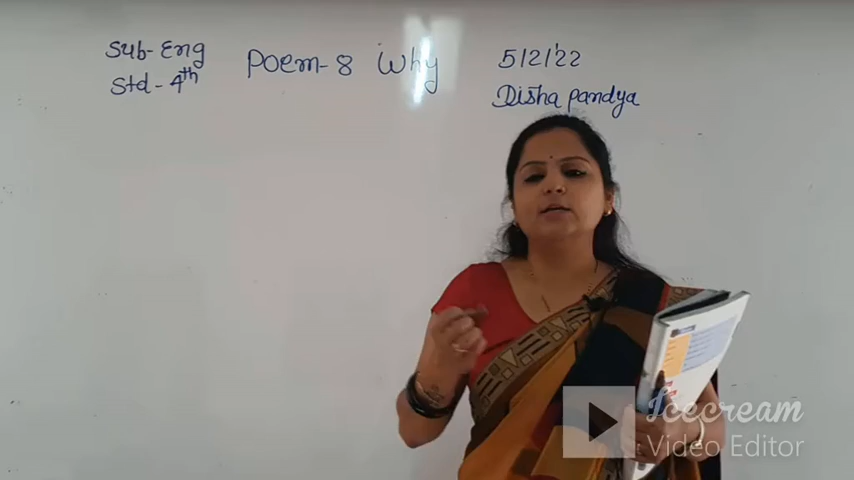 Sub-Eng
Std-4th
Poem-8 Why
5/2/'22
Disha pandya
Icecream
Video Editor